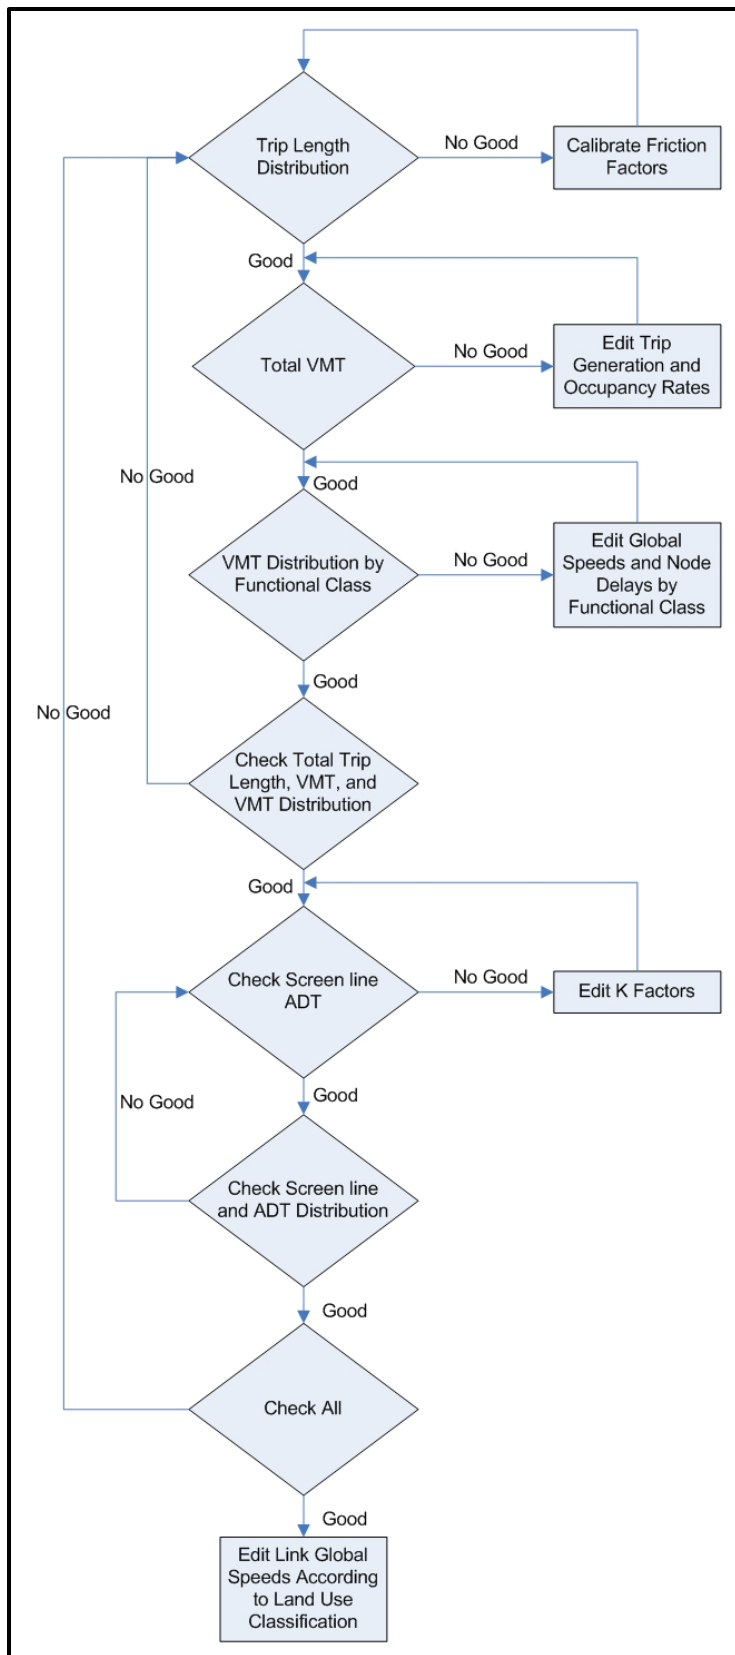 Trip Length
Distribution
No Good
Calibrate Friction
Factors
Good
Total VMT
No Good
Edit Trip
Generation and
Occupancy Rates
No Good
Good
VMT Distribution by
Functional Class
No Good
Edit Global
Speeds and Node
Delays by
Functional Class
Good
No Good
Check Total Trip
Length, VMT, and
VMT Distribution
Good
Check Screen line
ADT
No Good
Edit K Factors
No Good
Good
Check Screen line
and ADT Distribution
Good
Check All
Good
Edit Link Global
Speeds According
to Land Use
Classification